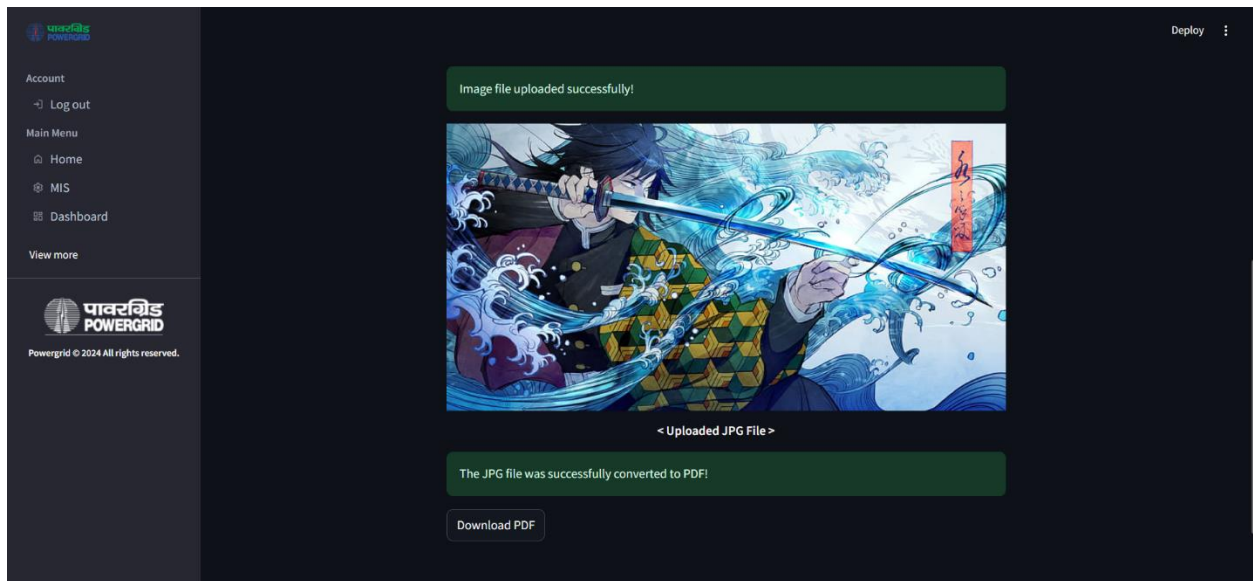 पावरग्रिड
POWERGRID
Deploy
Account
Log out
Main Menu
Home
MIS
Dashboard
View more
पावरग्रिड
POWERGRID
Powergrid © 2024 All rights reserved.
Image file uploaded successfully!
< Uploaded JPG File >
The JPG file was successfully converted to PDF!
Download PDF